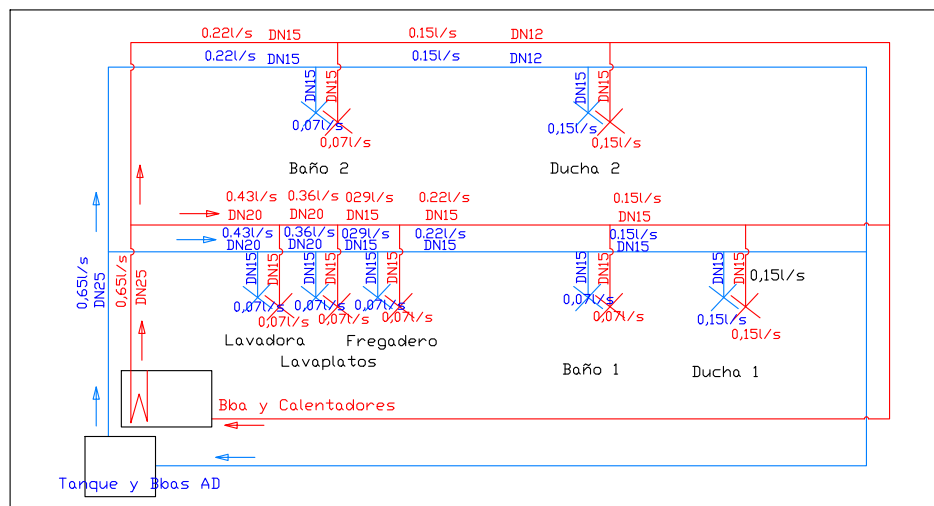 0.22l/s DN15 0.15l/s DN12
0.22l/s DN15 0.15l/s DN12
DN15 DN15 DN15 DN15
0,07l/s 0,15l/s
0,07l/s 0,15l/s
Baño 2 Ducha 2
0.43l/s 0.36l/s 029l/s 0.22l/s 0.15l/s
DN20 DN20 DN15 DN15 DN15
0.43l/s 0.36l/s 029l/s 0.22l/s 0.15l/s
DN20 DN20 DN15 DN15 DN15
0,65l/s DN25 0,65l/s DN25
DN15 DN15 DN15 DN15 DN15 DN15 DN15 DN15 DN15 DN15 0,15l/s
0,07l/s 0,07l/s 0,07l/s 0,07l/s 0,15l/s
0,07l/s 0,07l/s 0,07l/s 0,07l/s 0,15l/s
Lavadora Fregadero
Lavaplatos Baño 1 Ducha 1
Bba y Calentadores
Tanque y Bbas AD